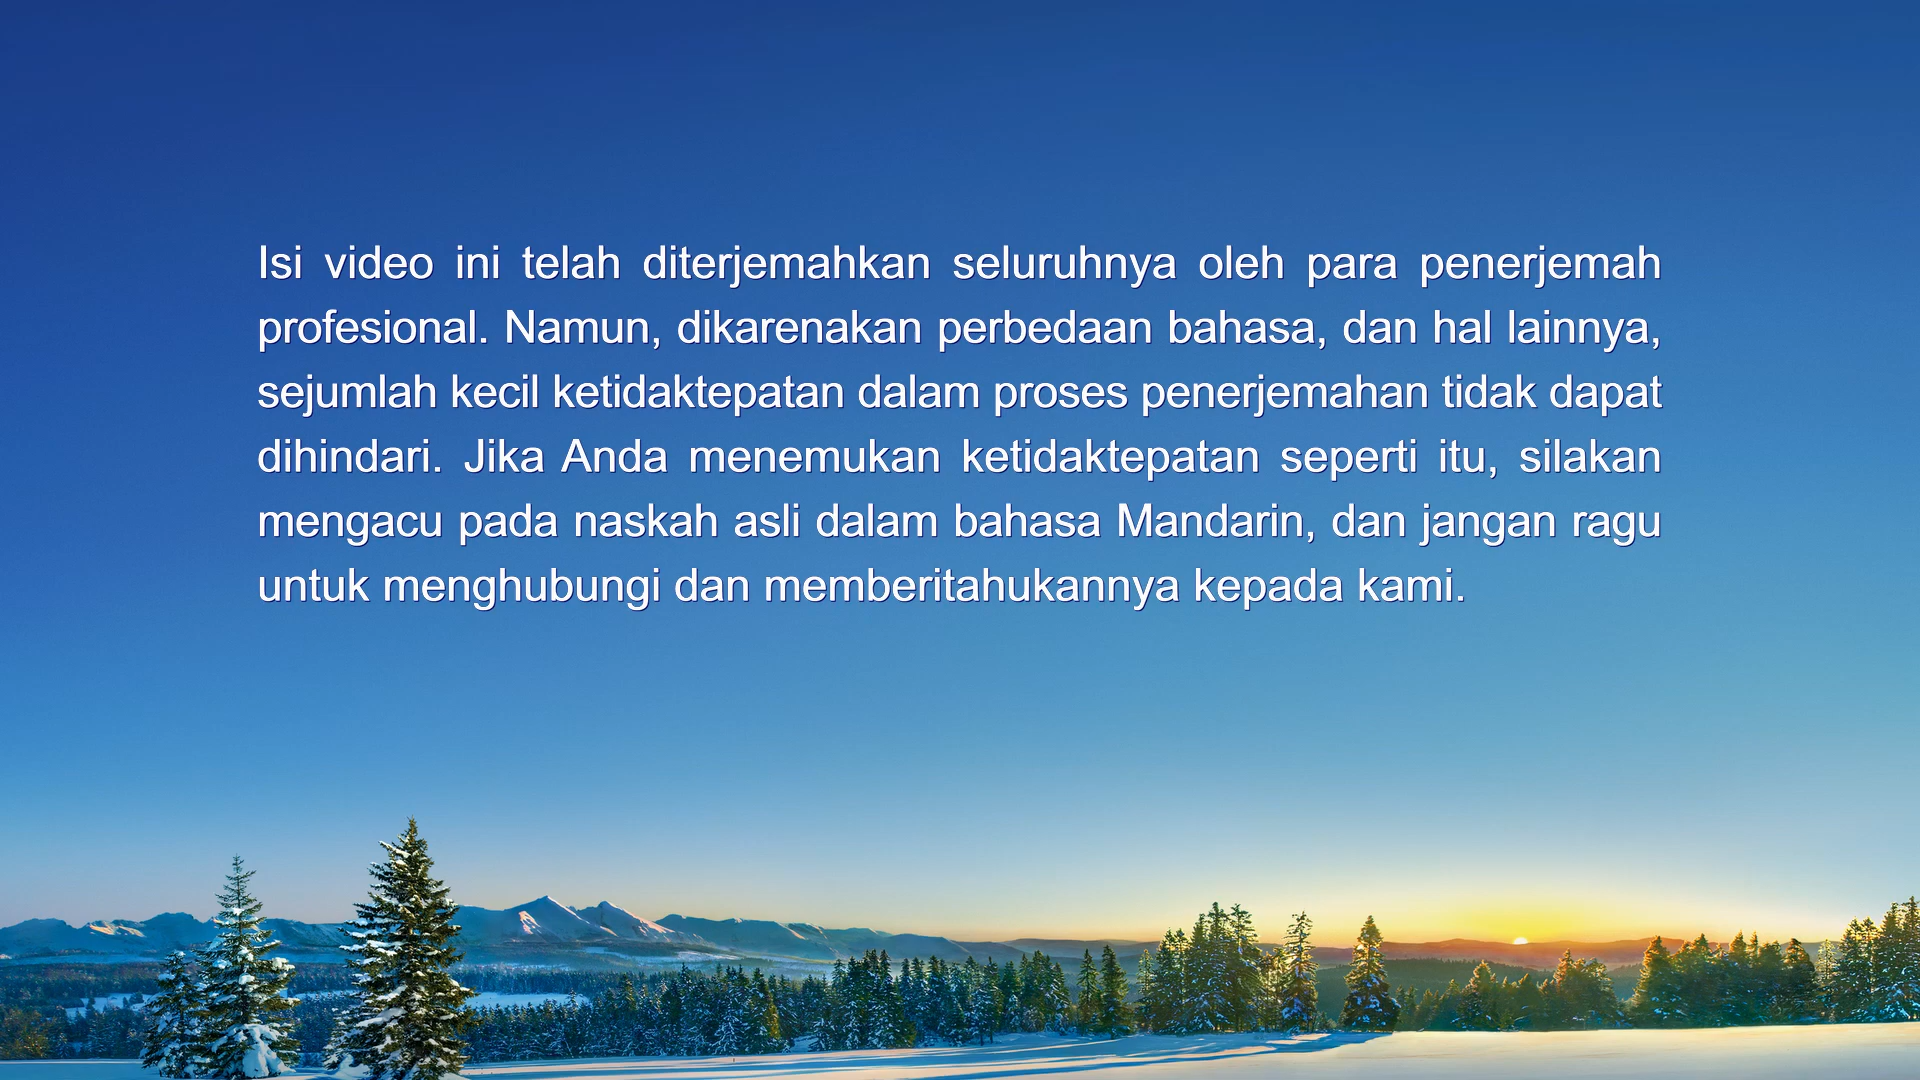 Isi video ini telah diterjemahkan seluruhnya oleh para penerjemah
profesional. Namun, dikarenakan perbedaan bahasa, dan hal lainnya,
sejumlah kecil ketidaktepatan dalam proses penerjemahan tidak dapat
dihindari. Jika Anda menemukan ketidaktepatan seperti itu, silakan
mengacu pada naskah asli dalam bahasa Mandarin, dan jangan ragu
untuk menghubungi dan memberitahukannya kepada kami.